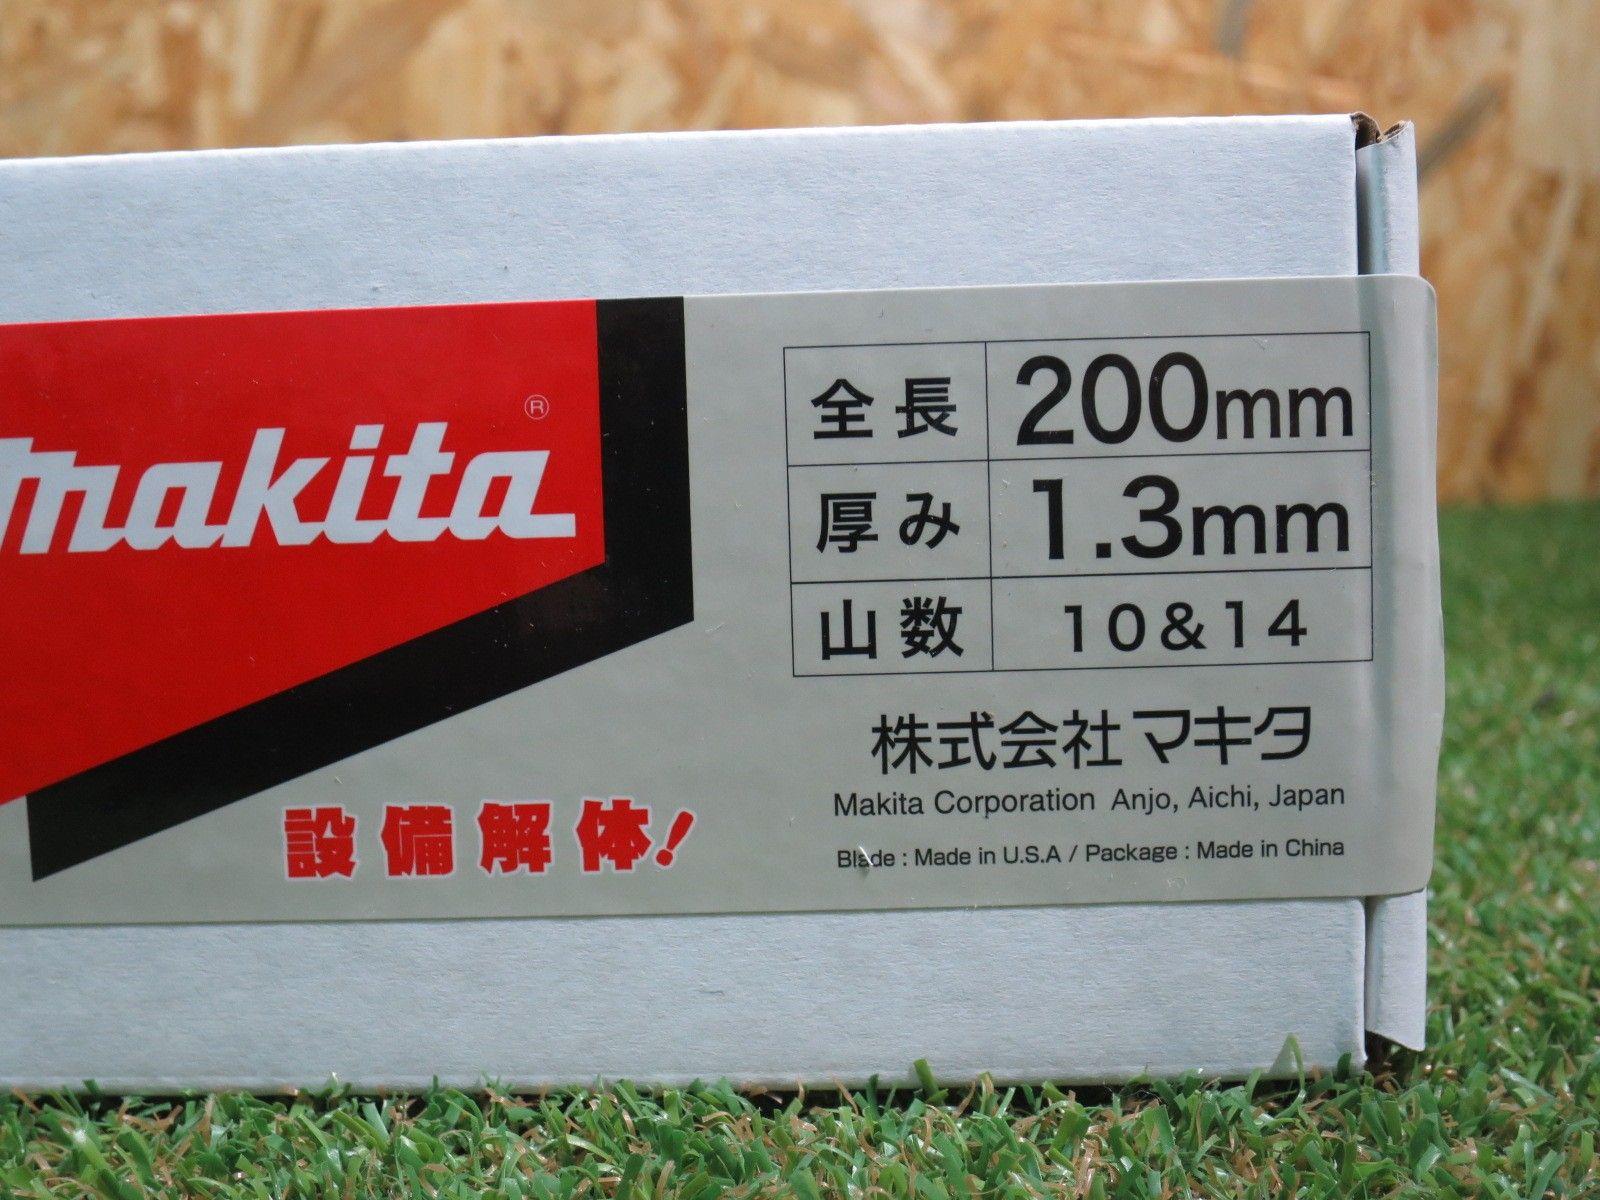 makita®
全長 200mm
厚み 1.3mm
山数 10&14
設備解体!
株式会社マキタ
Makita Corporation Anjo, Aichi, Japan
Blade : Made in U.S.A / Package : Made in China